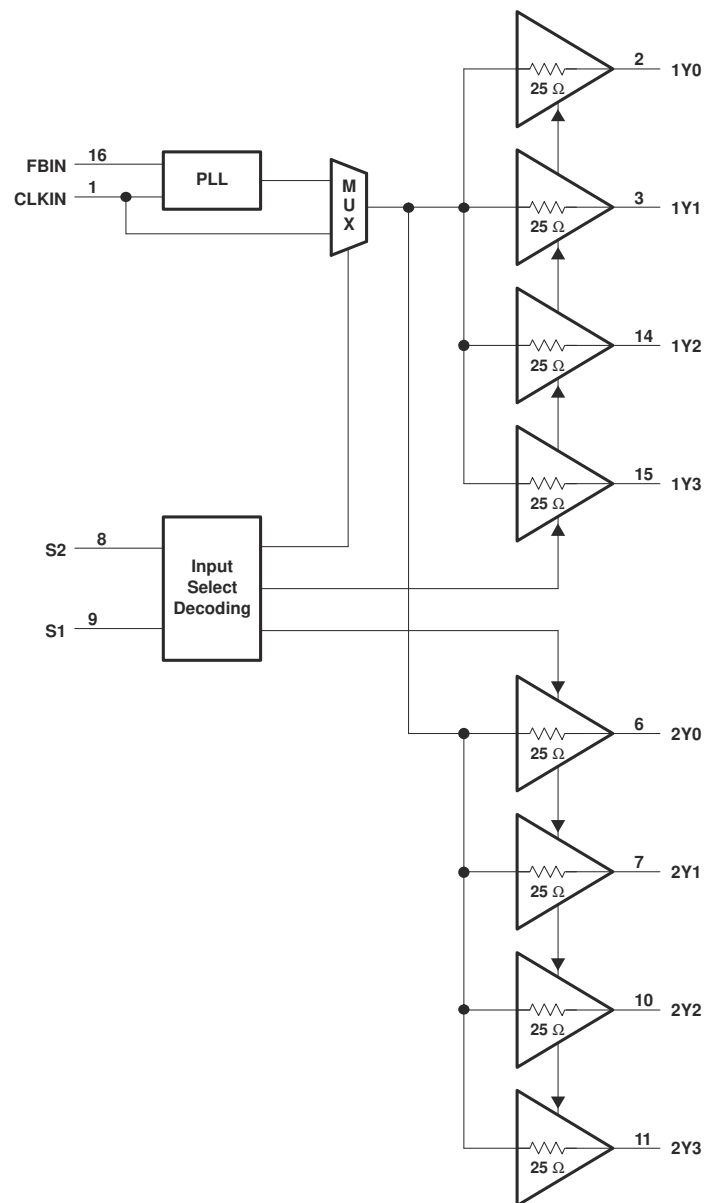 2
1Y0
25 Ω
FBIN
16
CLKIN
1
PLL
MUX
3
1Y1
25 Ω
14
1Y2
25 Ω
15
1Y3
25 Ω
S2
8
S1
9
Input
Select
Decoding
6
2Y0
25 Ω
7
2Y1
25 Ω
10
2Y2
25 Ω
11
2Y3
25 Ω